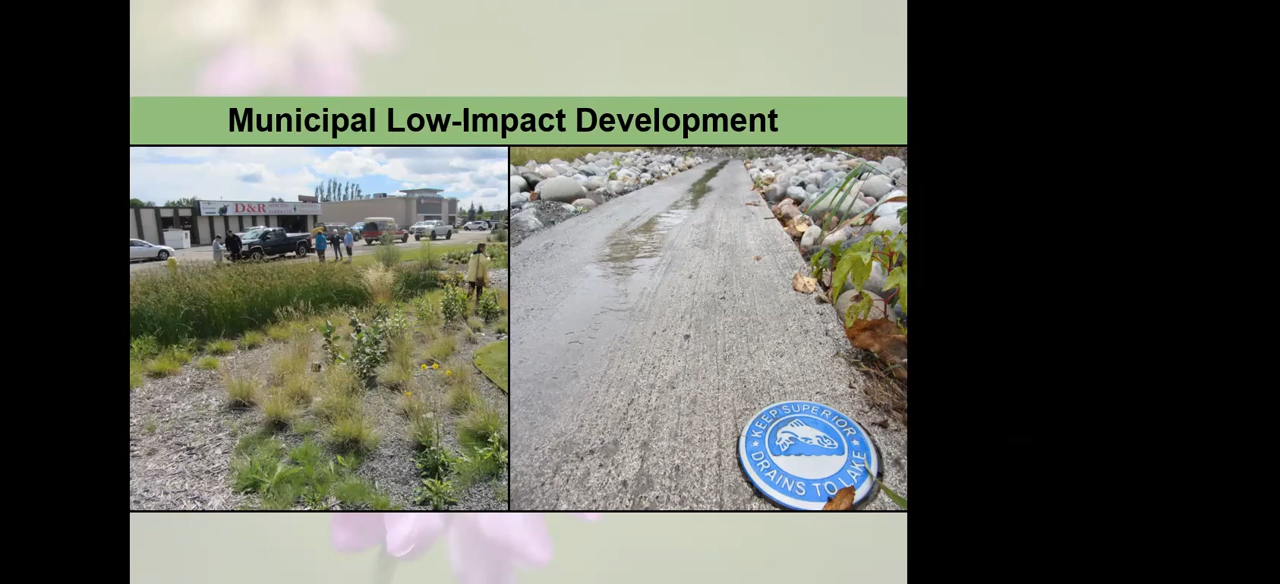 Municipal Low-Impact Development
D&R
KEEP SUPERIOR
DRAINS TO LAKE